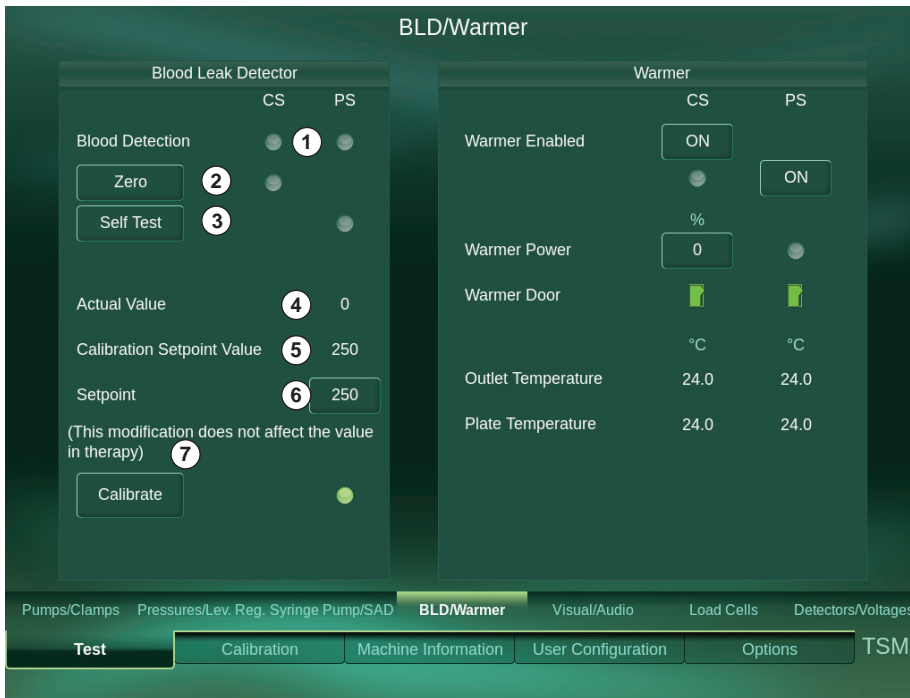 BLD/Warmer
Blood Leak Detector
CS PS
Blood Detection 1
Zero 2
Self Test 3
Actual Value 4 0
Calibration Setpoint Value 5 250
Setpoint 6 250
(This modification does not affect the value
in therapy) 7
Calibrate
Warmer
CS PS
Warmer Enabled ON
ON
%
Warmer Power 0
Warmer Door
°C °C
Outlet Temperature 24.0 24.0
Plate Temperature 24.0 24.0
Pumps/Clamps Pressures/Lev. Reg. Syringe Pump/SAD BLD/Warmer Visual/Audio Load Cells Detectors/Voltages
Test Calibration Machine Information User Configuration Options TSM